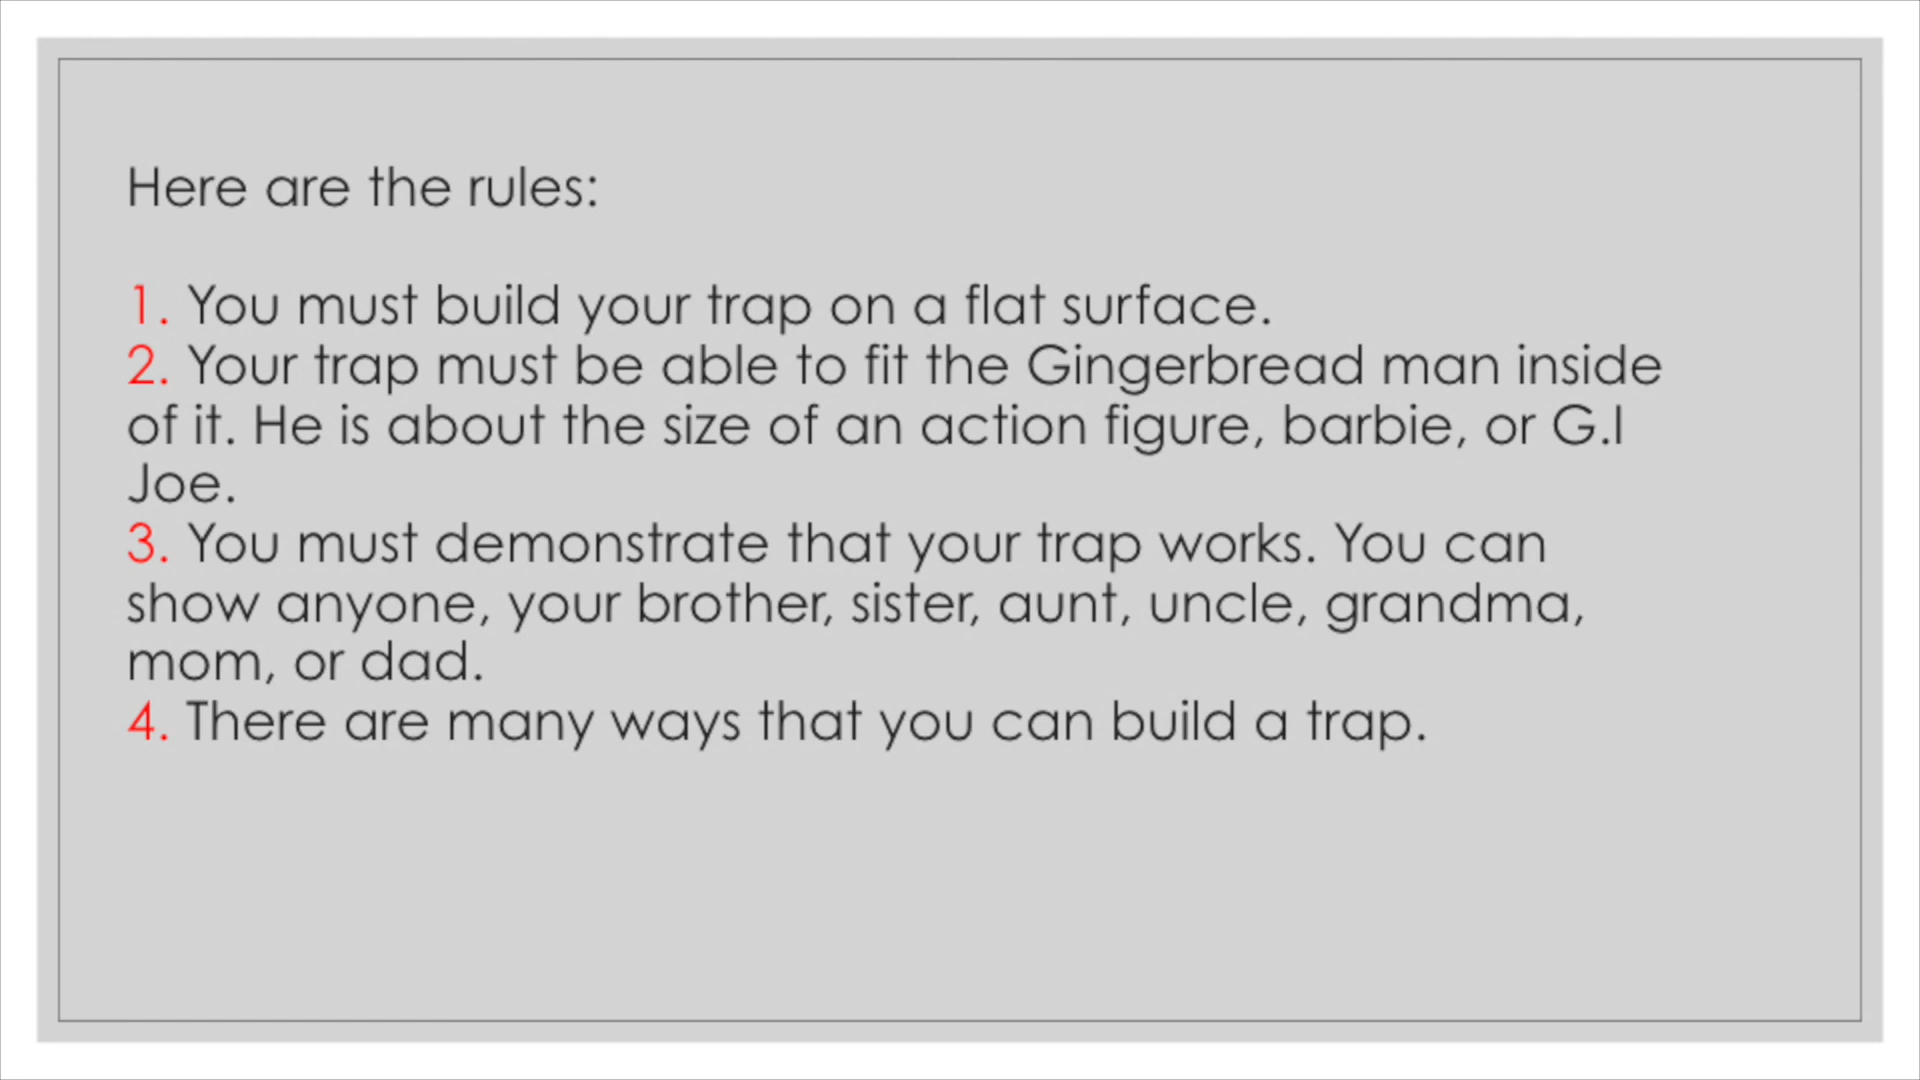 Here are the rules:
1. You must build your trap on a flat surface.
2. Your trap must be able to fit the Gingerbread man inside
of it. He is about the size of an action figure, barbie, or G.I
Joe.
3. You must demonstrate that your trap works. You can
show anyone, your brother, sister, aunt, uncle, grandma,
mom, or dad.
4. There are many ways that you can build a trap.